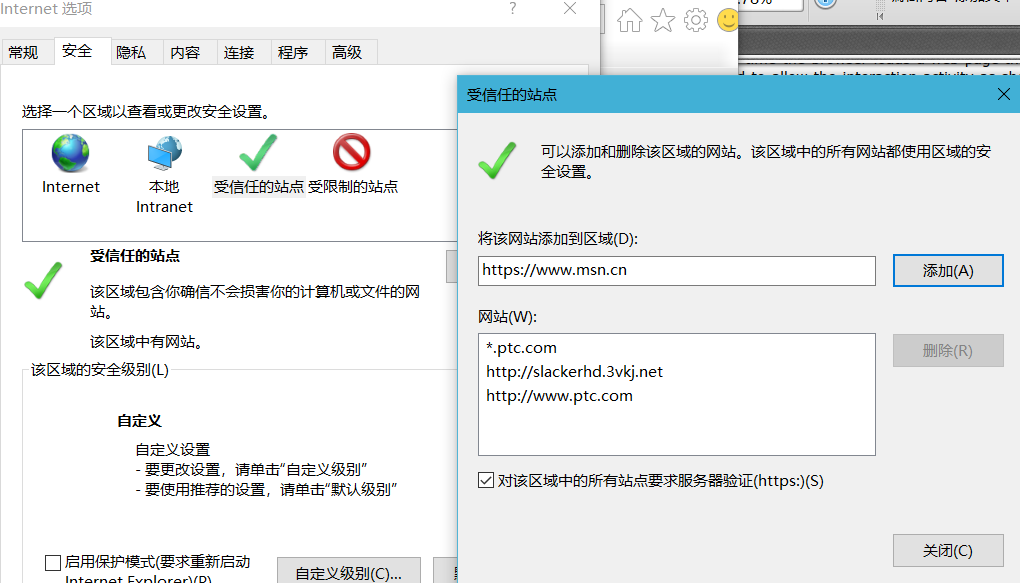 Internet 选项
?
常规
安全
隐私
内容
连接
程序
高级
选择一个区域以查看或更改安全设置。
Internet
本地
Intranet
受信任的站点
受限制的站点
受信任的站点
该区域包含你确信不会损害你的计算机或文件的网
站。
该区域中有网站。
该区域的安全级别(L)
自定义
自定义设置
- 要更改设置，请单击“自定义级别”
- 要使用推荐的设置，请单击“默认级别”
启用保护模式(要求重新启动
Internet Explorer)(P)
自定义级别(C)...
受信任的站点
可以添加和删除该区域的网站。该区域中的所有网站都使用区域的安
全设置。
将该网站添加到区域(D):
https://www.msn.cn
添加(A)
网站(W):
*.ptc.com
http://slackerhd.3vkj.net
http://www.ptc.com
删除(R)
对该区域中的所有站点要求服务器验证(https:)(S)
关闭(C)